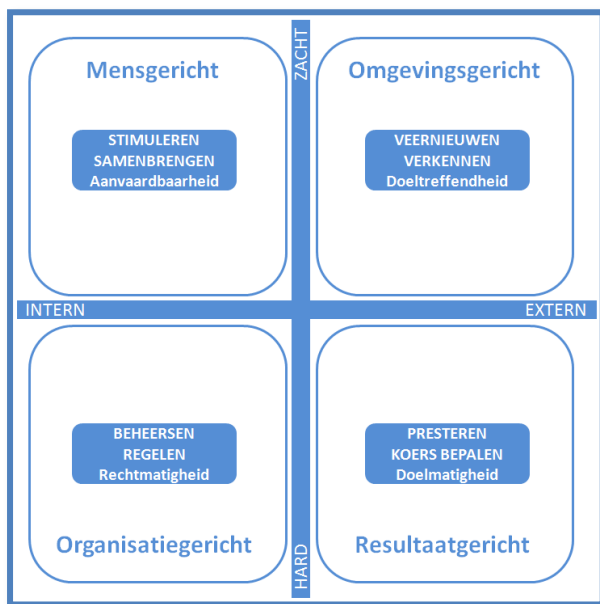 ZACHT
Mensgericht
STIMULEREN
SAMENBRENGEN
Aanvaardbaarheid
Omgevingsgericht
VEERNIEUWEN
VERKENNEN
Doeltreffendheid
INTERN
EXTERN
BEHEERSEN
REGELEN
Rechtmatigheid
Organisatiegericht
PRESTEREN
KOERS BEPALEN
Doelmatigheid
Resultaatgericht
HARD